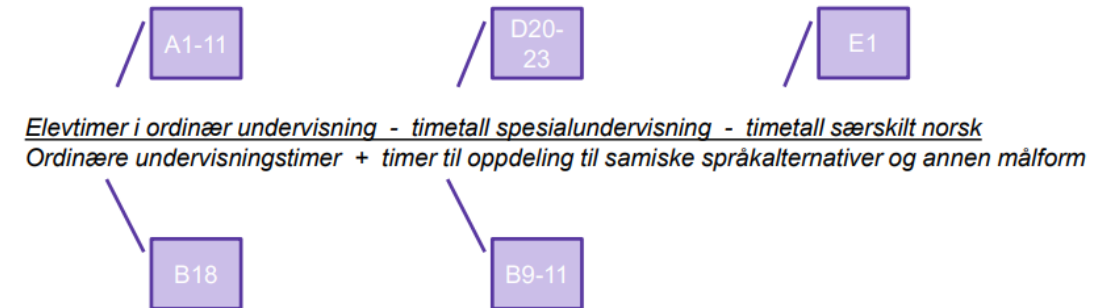 A1-11
D20-
23
E1
Elevtimer i ordinær undervisning - timetall spesialundervisning - timetall særskilt norsk
Ordinære undervisningstimer + timer til oppdeling til samiske språkalternativer og annen målform
B18
B9-11